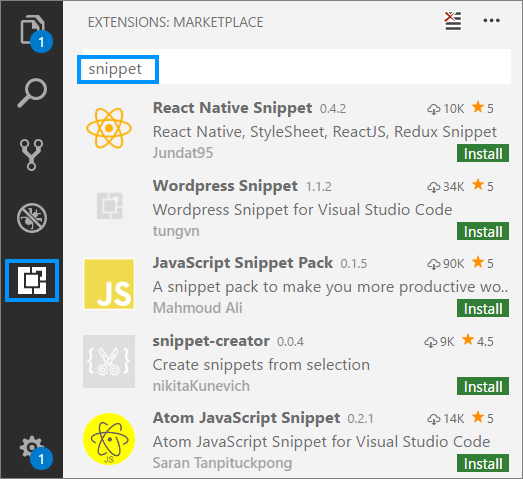 EXTENSIONS: MARKETPLACE
1
snippet
React Native Snippet 0.4.2 10K 5
React Native, StyleSheet, ReactJS, Redux Snippet
Jundat95 Install
Wordpress Snippet 1.1.2 34K 5
Wordpress Snippet for Visual Studio Code
tungvn Install
JavaScript Snippet Pack 0.1.5 90K 5
JS
A snippet pack to make you more productive wo..
Mahmoud Ali Install
snippet-creator 0.0.4 9K 4.5
Create snippets from selection
nikitaKunevich Install
Atom JavaScript Snippet 0.2.1 14K 5
Atom JavaScript Snippet for Visual Studio Code
JS
Saran Tanpituckpong Install
1